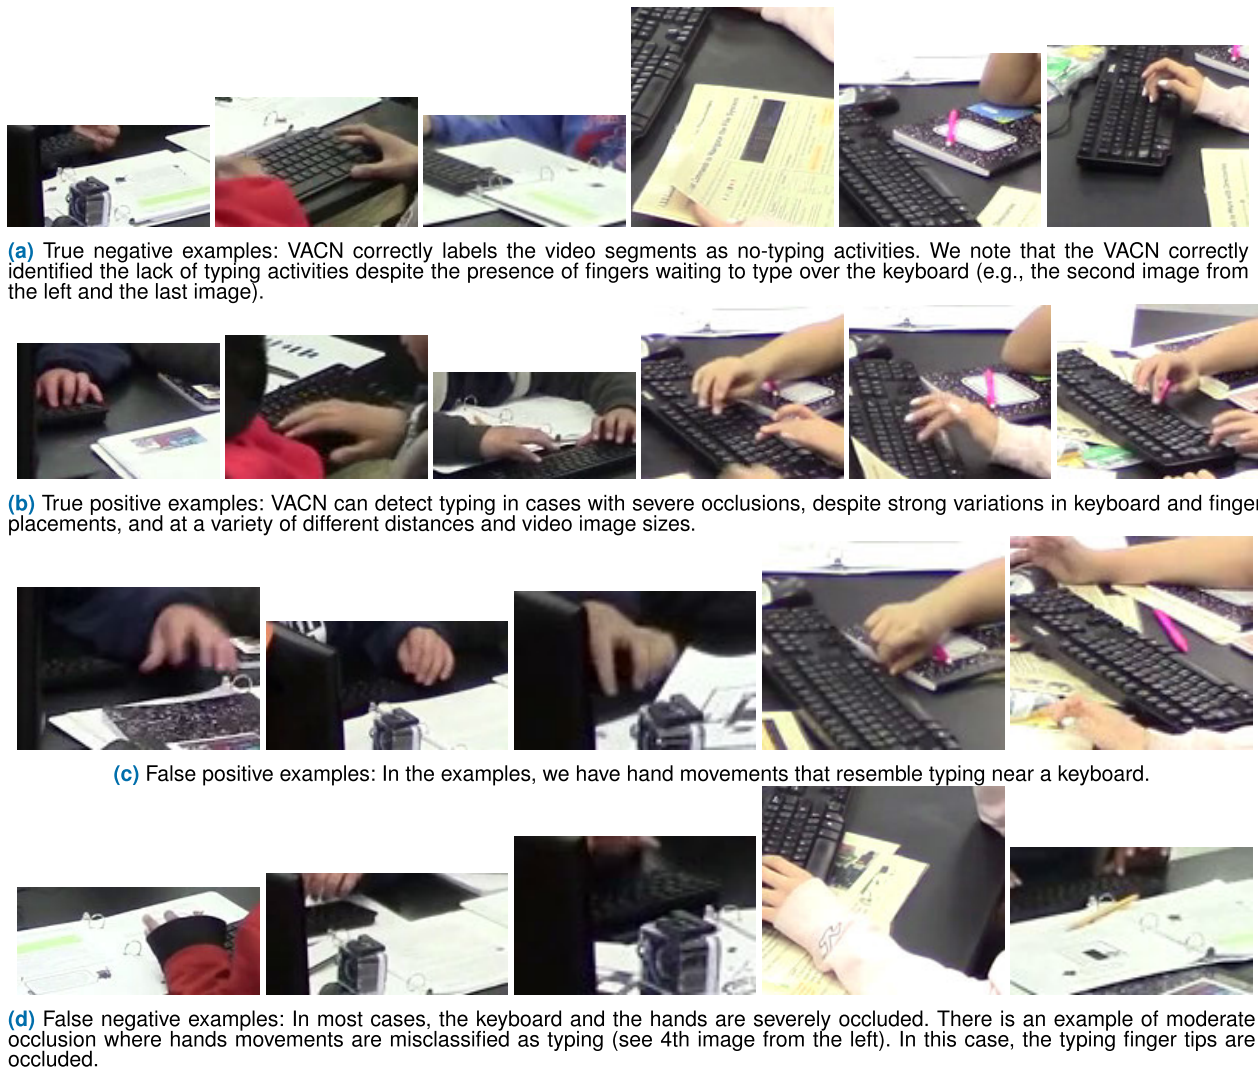 (a) True negative examples: VACN correctly labels the video segments as no-typing activities. We note that the VACN correctly
identified the lack of typing activities despite the presence of fingers waiting to type over the keyboard (e.g., the second image from
the left and the last image).
(b) True positive examples: VACN can detect typing in cases with severe occlusions, despite strong variations in keyboard and finger
placements, and at a variety of different distances and video image sizes.
(c) False positive examples: In the examples, we have hand movements that resemble typing near a keyboard.
(d) False negative examples: In most cases, the keyboard and the hands are severely occluded. There is an example of moderate
occlusion where hands movements are misclassified as typing (see 4th image from the left). In this case, the typing finger tips are
occluded.